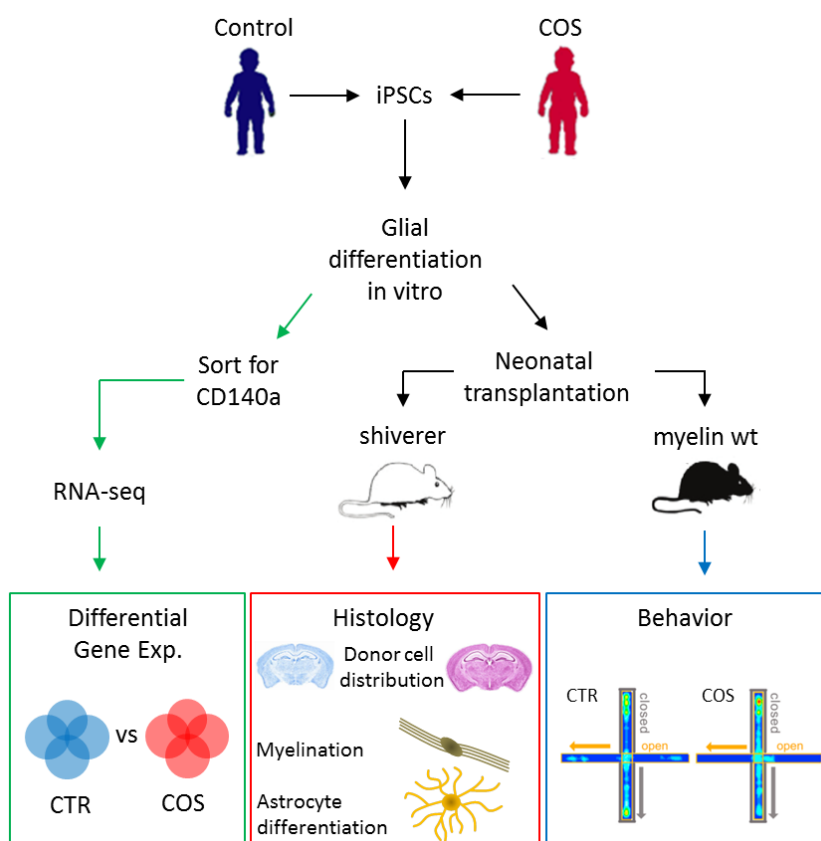 Control
COS
iPSCs
Glial
differentiation
in vitro
Sort for
CD140a
Neonatal
transplantation
shiverer
myelin wt
RNA-seq
Differential
Gene Exp.
vs
CTR
COS
Histology
Donor cell
distribution
Myelination
Astrocyte
differentiation
Behavior
CTR
closed
open
COS
closed
open